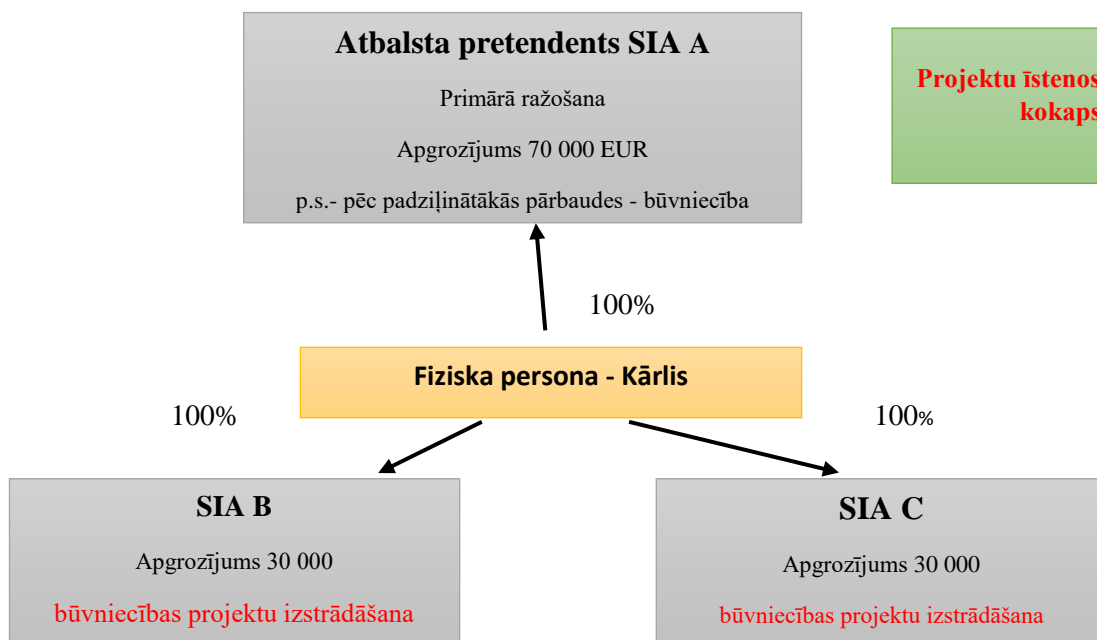 Atbalsta pretendents SIA A
Primārā ražošana
Apgrozījums 70 000 EUR
p.s.- pēc padziļinātākās pārbaudes - būvniecība
Projektu īstenos
kokaps
100%
Fiziska persona - Kārlis
100%
100%
SIA B
Apgrozījums 30 000
būvniecības projektu izstrādāšana
SIA C
Apgrozījums 30 000
būvniecības projektu izstrādāšana